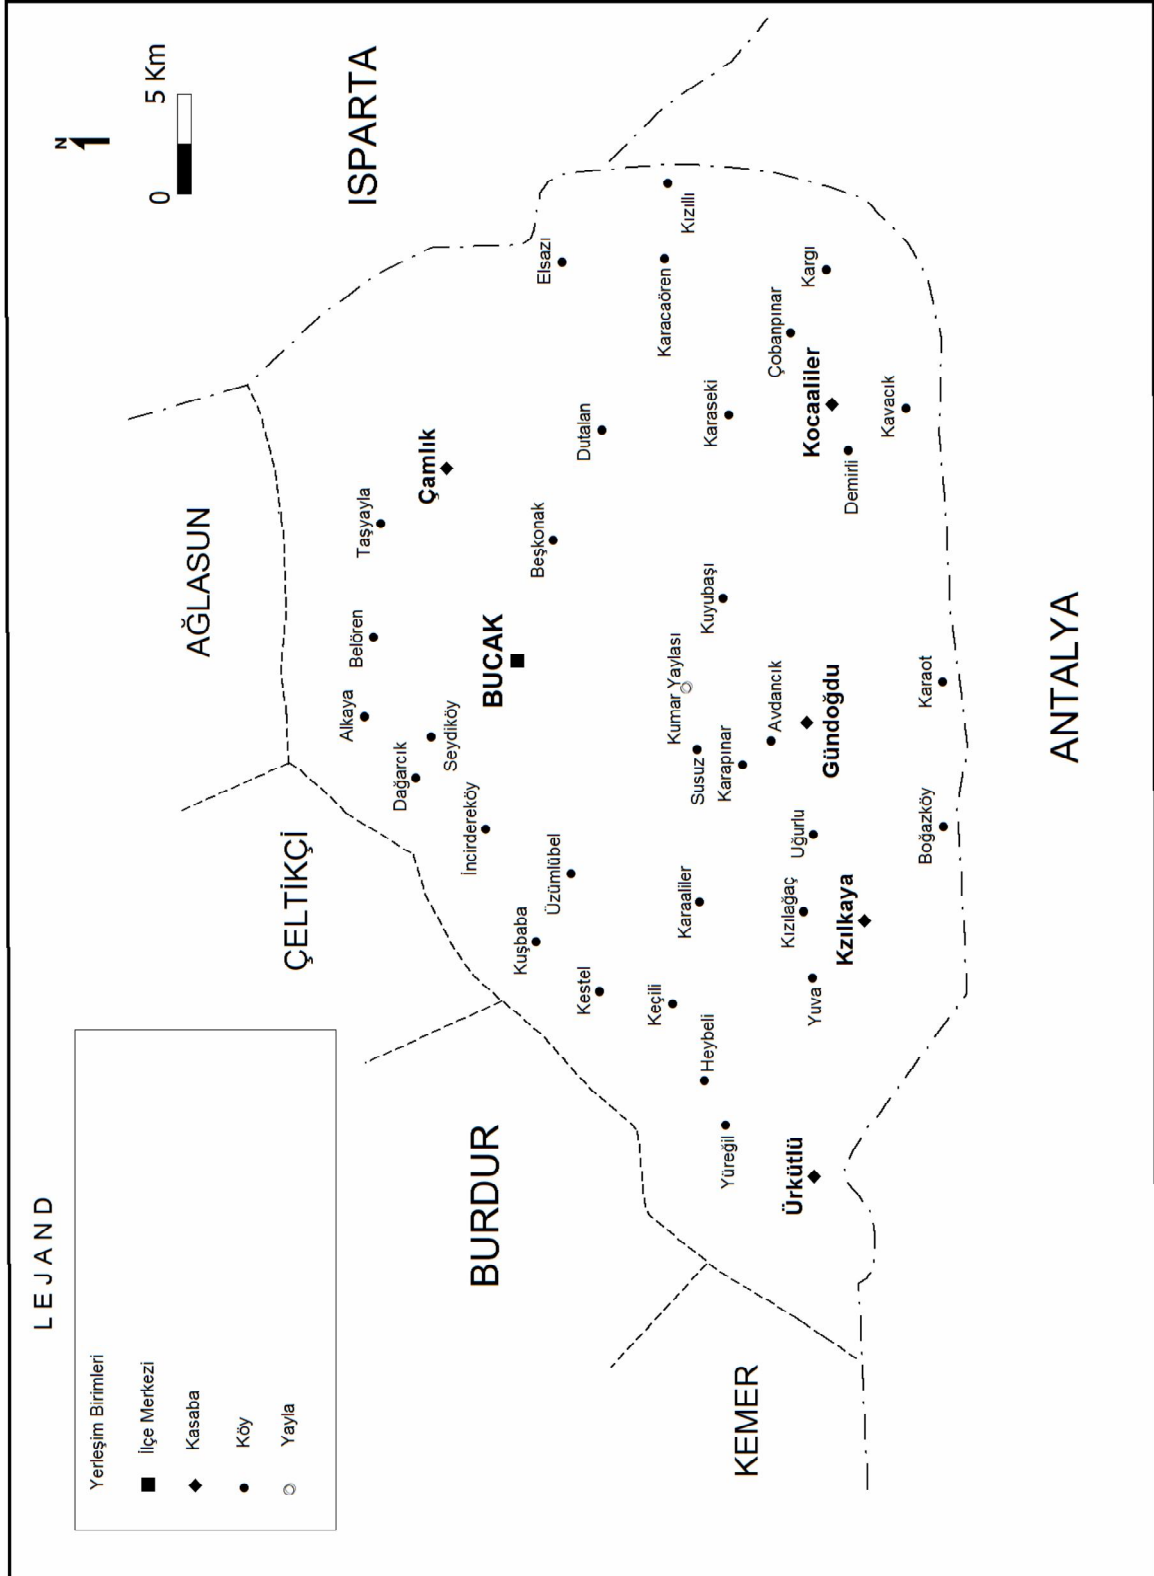 LEJAND
Yerleşim Birimleri
İlçe Merkezi
Kasaba
Köy
Yayla
N
0
5 Km
ISPARTA
AĞLASUN
ÇELTİKÇİ
BURDUR
KEMER
ANTALYA
Alkaya
Belören
Taşyayla
Çamlık
Dağarcık
Seydiköy
İncirdereköy
BUCAK
Beşkonak
Elsazı
Kuşbaba
Üzümlübel
Dutalan
Kestel
Keçili
Karaaliler
Susuz
Kumar Yaylası
Kuyubaşı
Karaseki
Karacaören
Kızıllı
Heybeli
Yüreğil
Karapınar
Avdancık
Çobanpınar
Kargı
Ürkütlü
Yuva
Kızılağaç
Uğurlu
Gündoğdu
Kocaaliler
Kzılkaya
Demirli
Kavacık
Boğazköy
Karaot